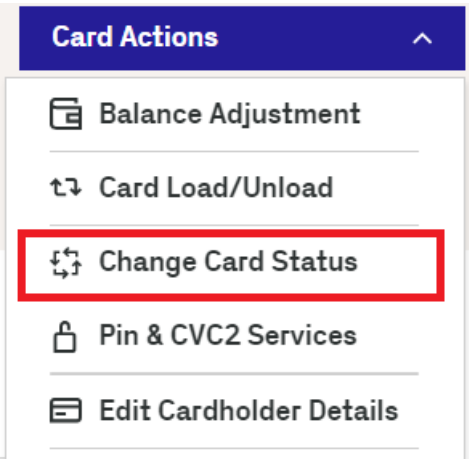 Card Actions
Balance Adjustment
Card Load/Unload
Change Card Status
Pin & CVC2 Services
Edit Cardholder Details